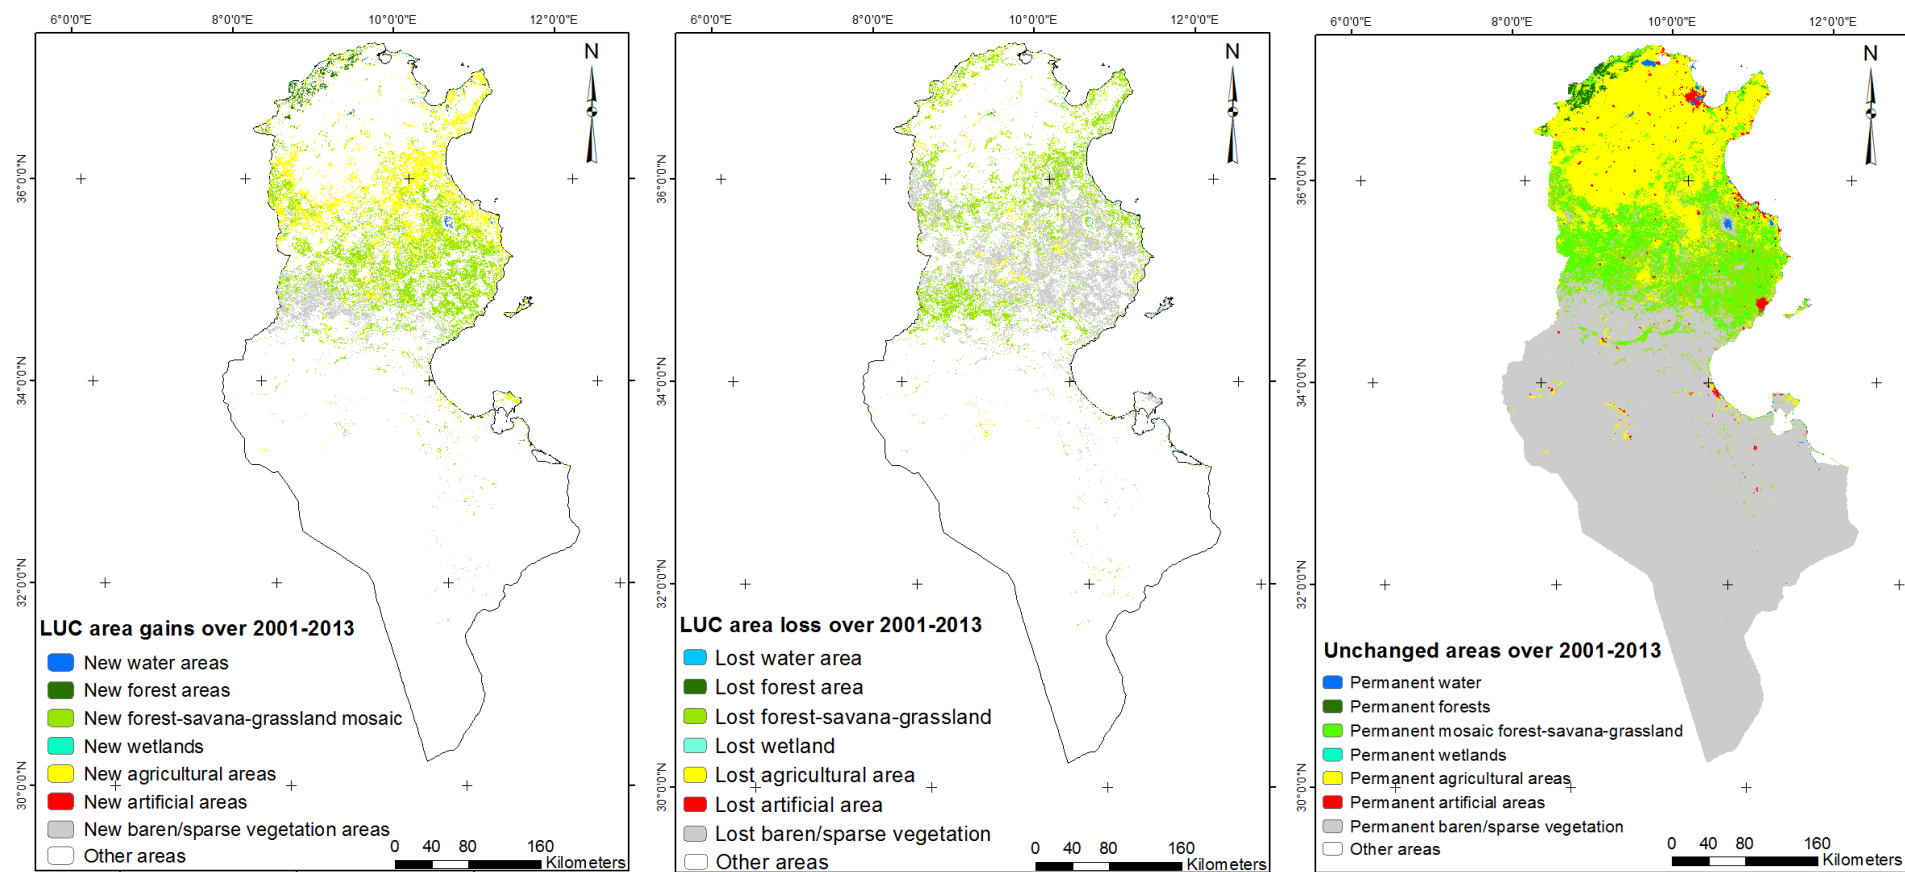 6°0'0"E 8°0'0"E 10°0'0"E 12°0'0"E
N
36°0'0"N
34°0'0"N
32°0'0"N
30°0'0"N
LUC area gains over 2001-2013
New water areas
New forest areas
New forest-savana-grassland mosaic
New wetlands
New agricultural areas
New artificial areas
New baren/sparse vegetation areas
Other areas
0 40 80 160
Kilometers
6°0'0"E 8°0'0"E 10°0'0"E 12°0'0"E
N
36°0'0"N
34°0'0"N
32°0'0"N
30°0'0"N
LUC area loss over 2001-2013
Lost water area
Lost forest area
Lost forest-savana-grassland
Lost wetland
Lost agricultural area
Lost artificial area
Lost baren/sparse vegetation
Other areas
0 40 80 160
Kilometers
6°0'0"E 8°0'0"E 10°0'0"E 12°0'0"E
N
36°0'0"N
34°0'0"N
32°0'0"N
30°0'0"N
Unchanged areas over 2001-2013
Permanent water
Permanent forests
Permanent mosaic forest-savana-grassland
Permanent wetlands
Permanent agricultural areas
Permanent artificial areas
Permanent baren/sparse vegetation
Other areas
0 40 80 160
Kilometers